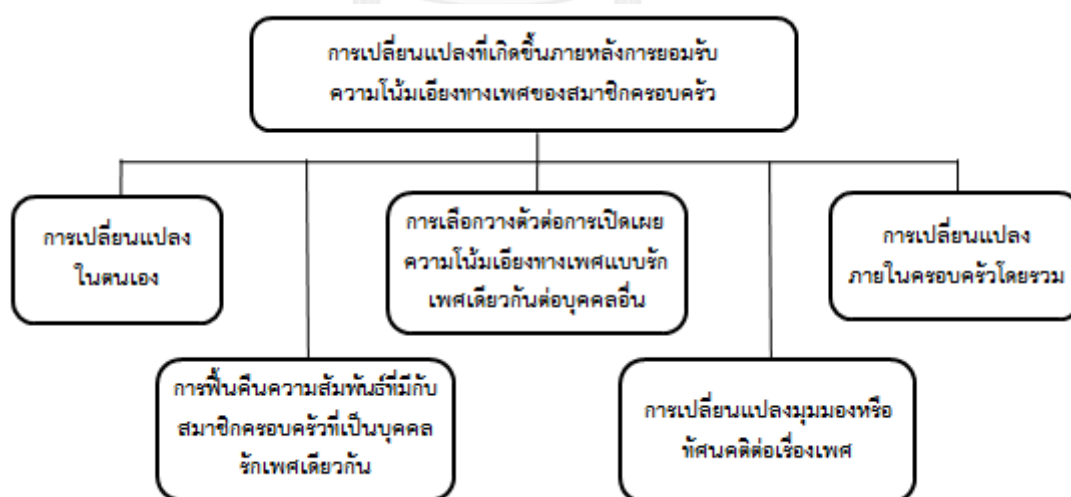 การเปลี่ยนแปลงที่เกิดขึ้นภายหลังการยอมรับ
ความโน้มเอียงทางเพศของสมาชิกครอบครัว
การเปลี่ยนแปลง
ในตนเอง
การเลือกวางตัวต่อการเปิดเผย
ความโน้มเอียงทางเพศแบบรัก
เพศเดียวกันต่อบุคคลอื่น
การเปลี่ยนแปลง
ภายในครอบครัวโดยรวม
การฟื้นคืนความสัมพันธ์ที่มีกับ
สมาชิกครอบครัวที่เป็นบุคคล
รักเพศเดียวกัน
การเปลี่ยนแปลงมุมมองหรือ
ทัศนคติต่อเรื่องเพศ